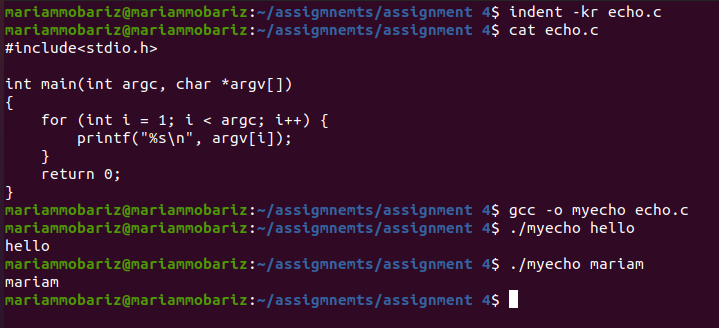 mariammobariz@mariammobariz:~/assigmnemts/assignment 4$ indent -kr echo.c
mariammobariz@mariammobariz:~/assigmnemts/assignment 4$ cat echo.c
#include<stdio.h>

int main(int argc, char *argv[])
{
    for (int i = 1; i < argc; i++) {
        printf("%s\n", argv[i]);
    }
    return 0;
}
mariammobariz@mariammobariz:~/assigmnemts/assignment 4$ gcc -o myecho echo.c
mariammobariz@mariammobariz:~/assigmnemts/assignment 4$ ./myecho hello
hello
mariammobariz@mariammobariz:~/assigmnemts/assignment 4$ ./myecho mariam
mariam
mariammobariz@mariammobariz:~/assigmnemts/assignment 4$